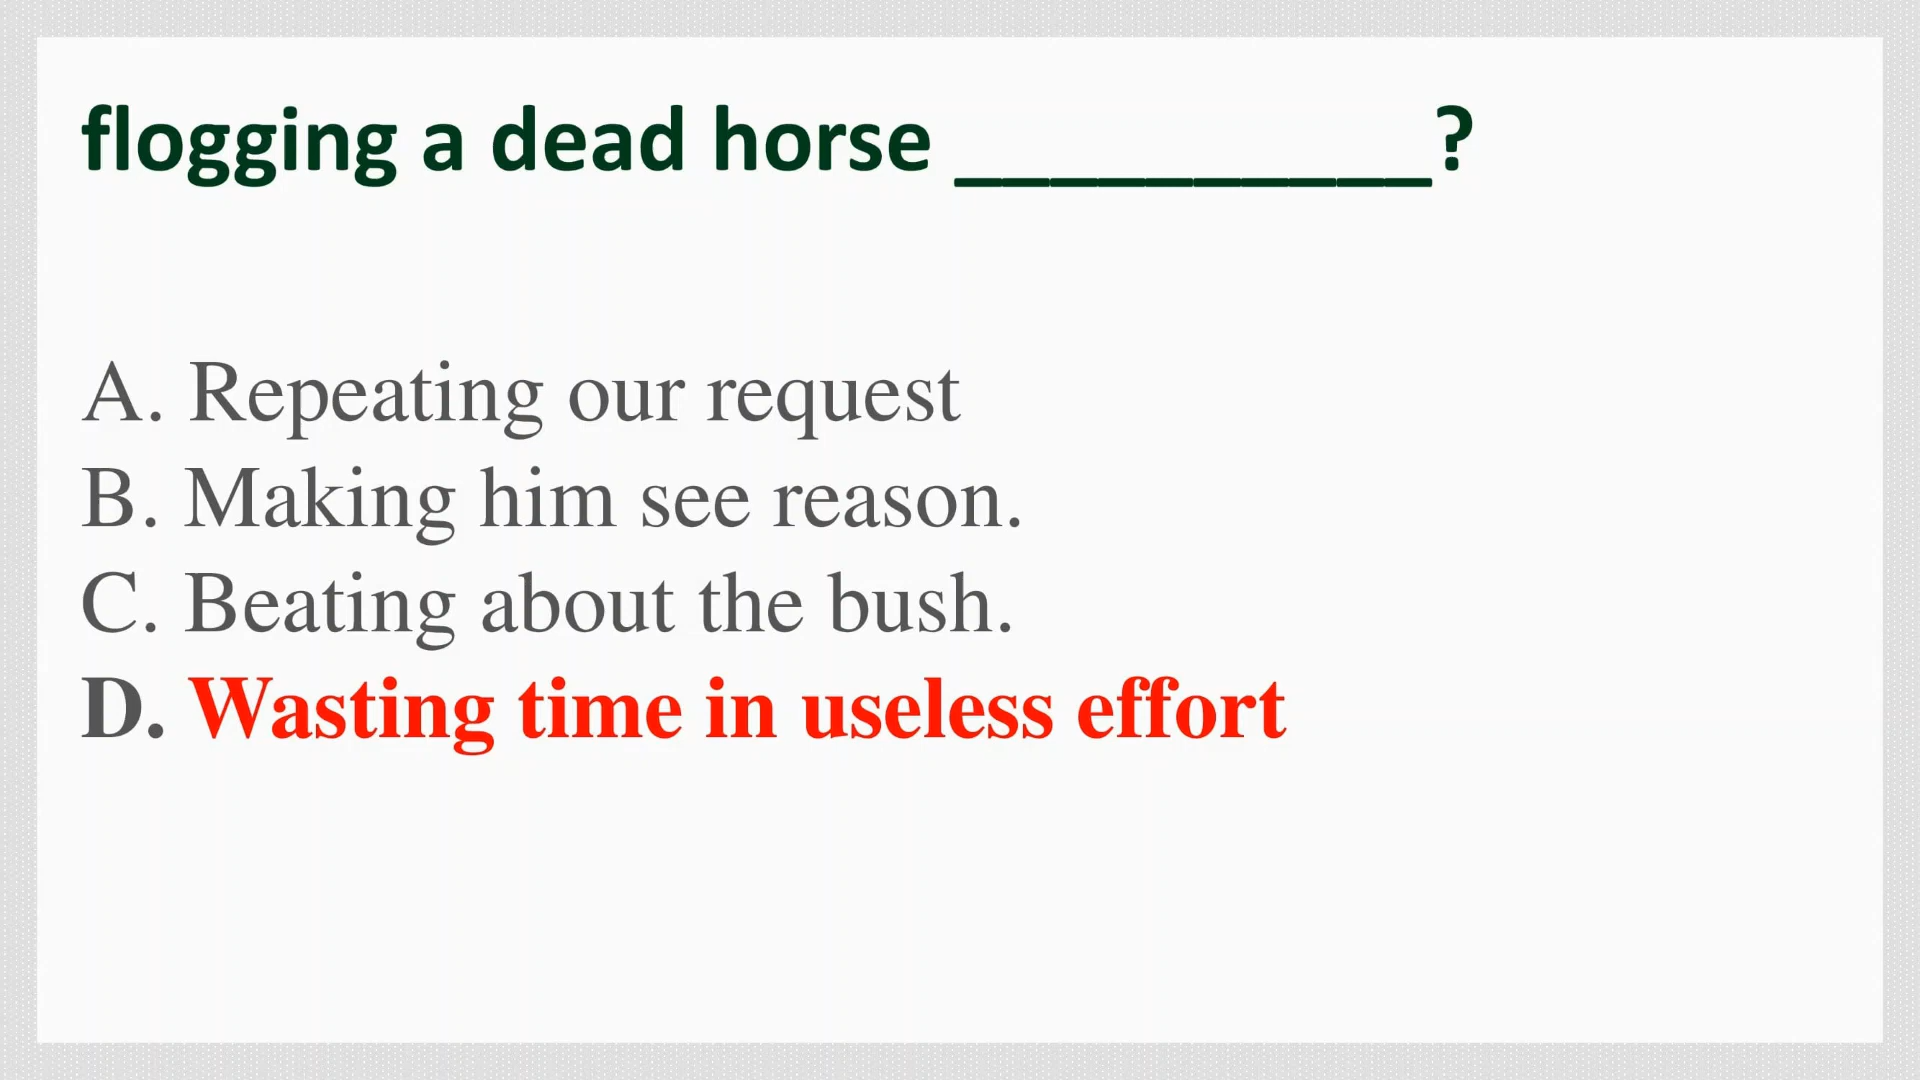 flogging a dead horse __________?
A. Repeating our request
B. Making him see reason.
C. Beating about the bush.
D. Wasting time in useless effort